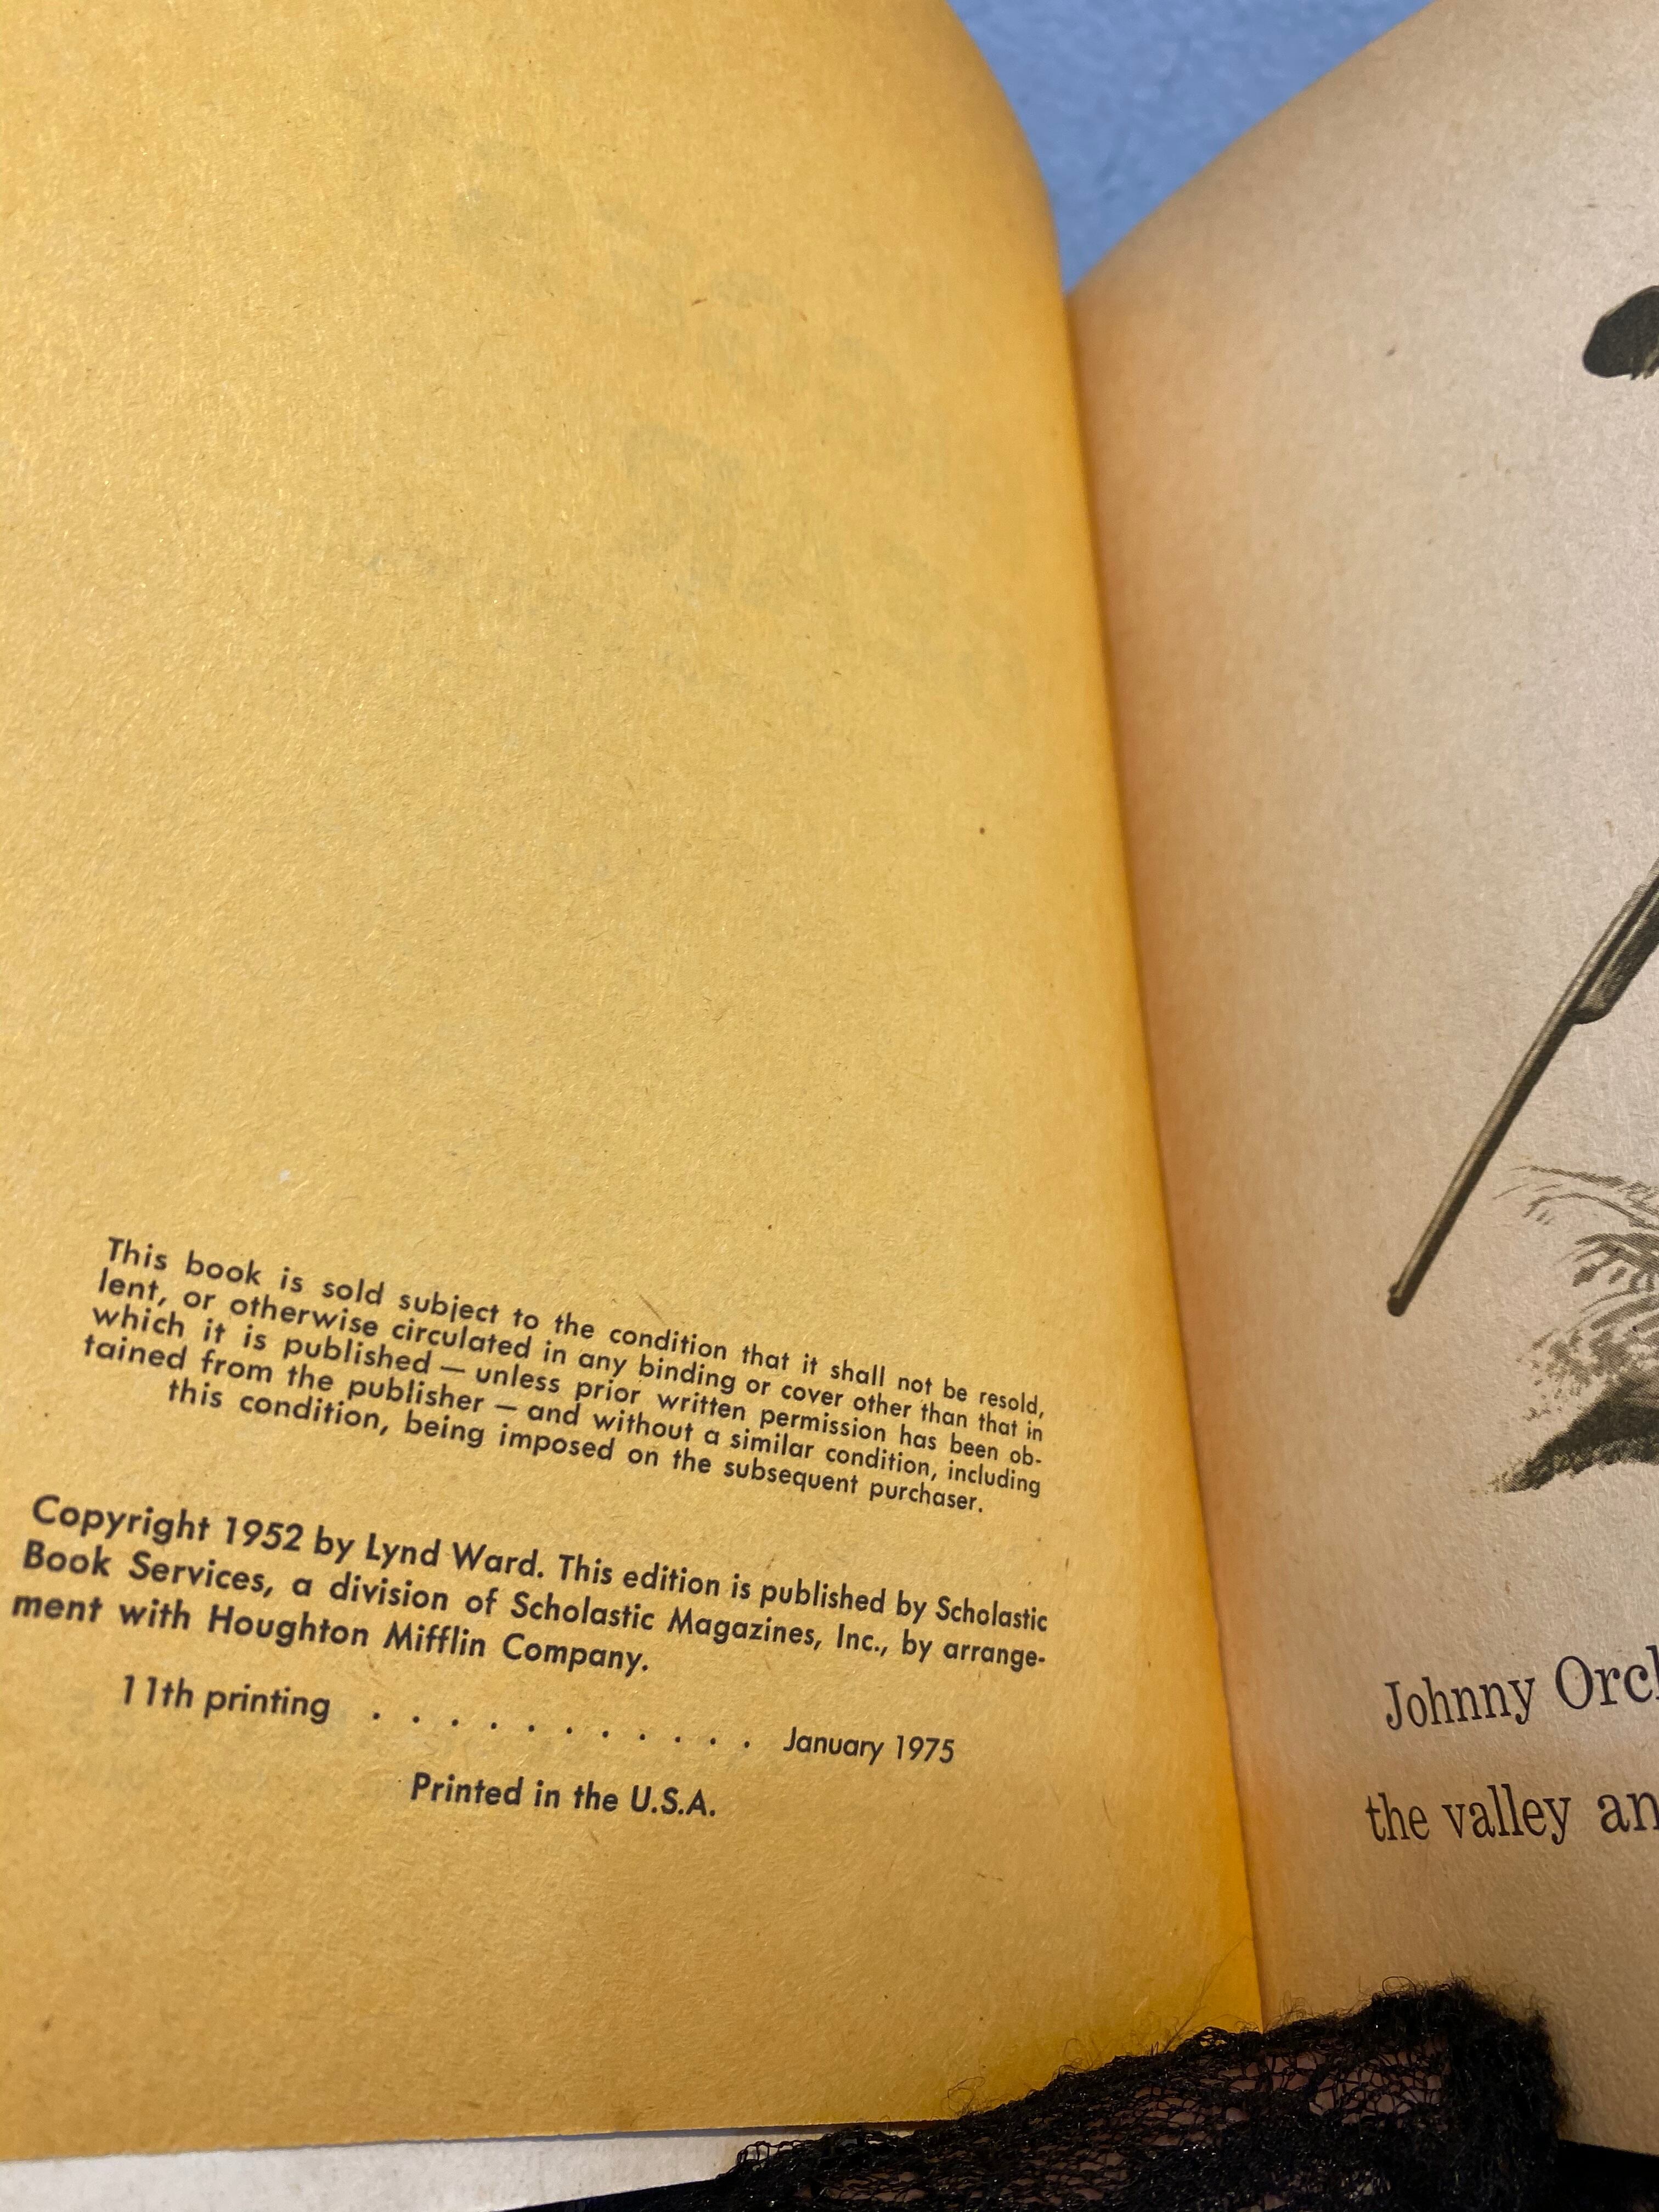 This book is sold subject to the condition that it shall not be resold,
lent, or otherwise circulated in any binding or cover other than that in
which it is published — unless prior written permission has been ob-
tained from the publisher — and without a similar condition, including
this condition, being imposed on the subsequent purchaser.
Copyright 1952 by Lynd Ward. This edition is published by Scholastic
Book Services, a division of Scholastic Magazines, Inc., by arrange-
ment with Houghton Mifflin Company.
11th printing . . . . . . . . . . . January 1975
Printed in the U.S.A.
Johnny
the valley